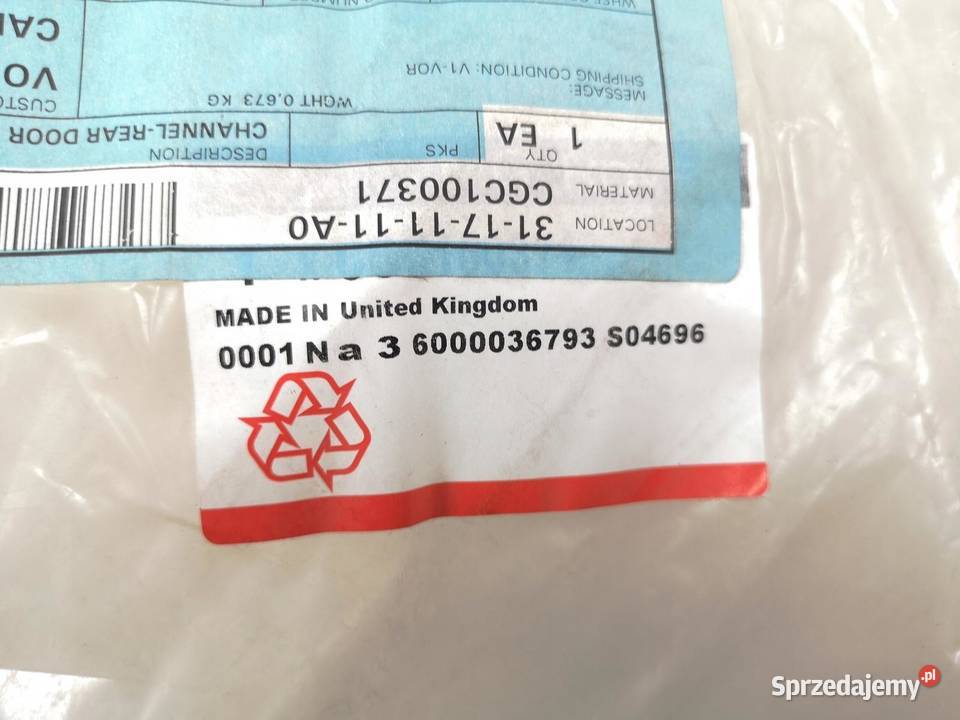 LOCATION 31-17-11-11-A0
MATERIAL CGC100371
QTY PKS DESCRIPTION
1 EA CHANNEL-REAR DOOR
WGHT 0,673 KG
MESSAGE:
SHIPPING CONDITION: V1-VOR
MADE IN United Kingdom
0001 N a 3 6000036793 S04696
Sprzedajemy.pl